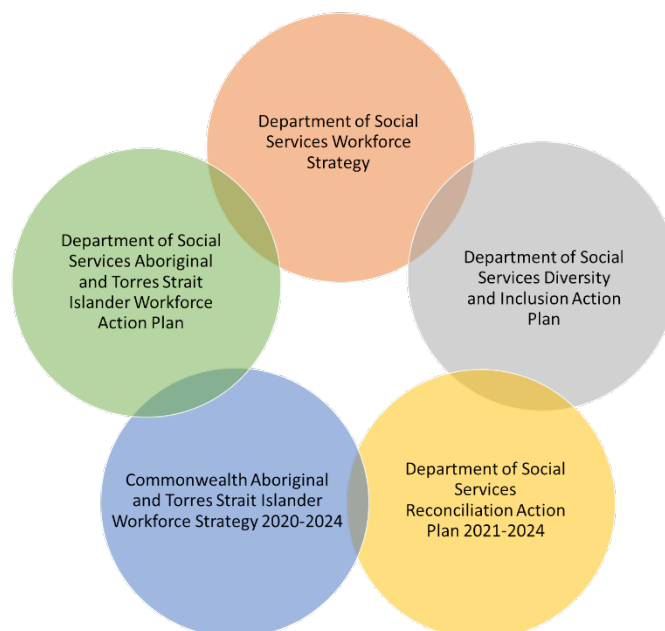 Department of Social
Services Workforce
Strategy
Department of Social
Services Aboriginal
and Torres Strait
Islander Workforce
Action Plan
Department of Social
Services Diversity
and Inclusion Action
Plan
Commonwealth Aboriginal
and Torres Strait Islander
Workforce Strategy 2020-2024
Department of Social
Services
Reconciliation Action
Plan 2021-2024